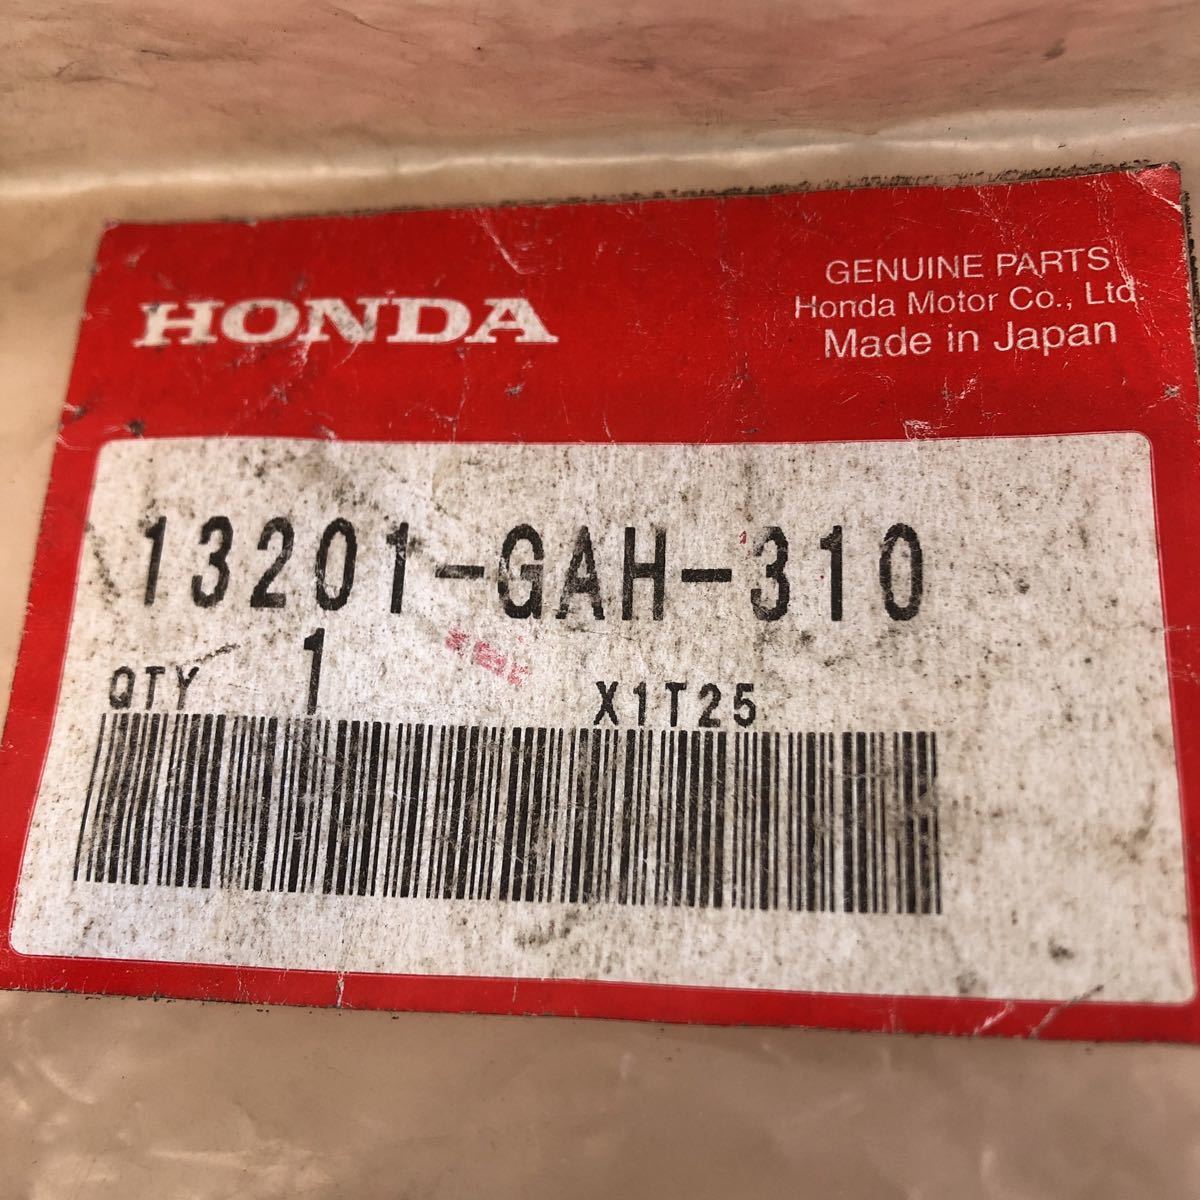 HONDA
GENUINE PARTS
Honda Motor Co., Ltd
Made in Japan
13201-GAH-310
QTY 1 X1T25